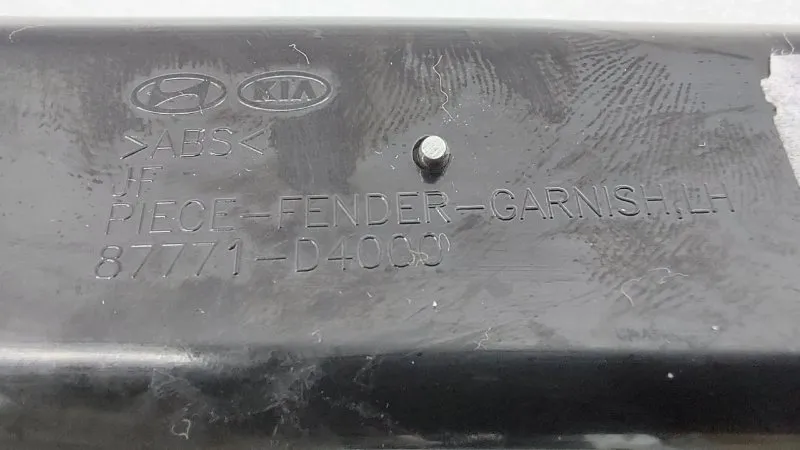 KIA
>ABS<
JF
PIECE-FENDER-GARNISH,LH
87771-D4000